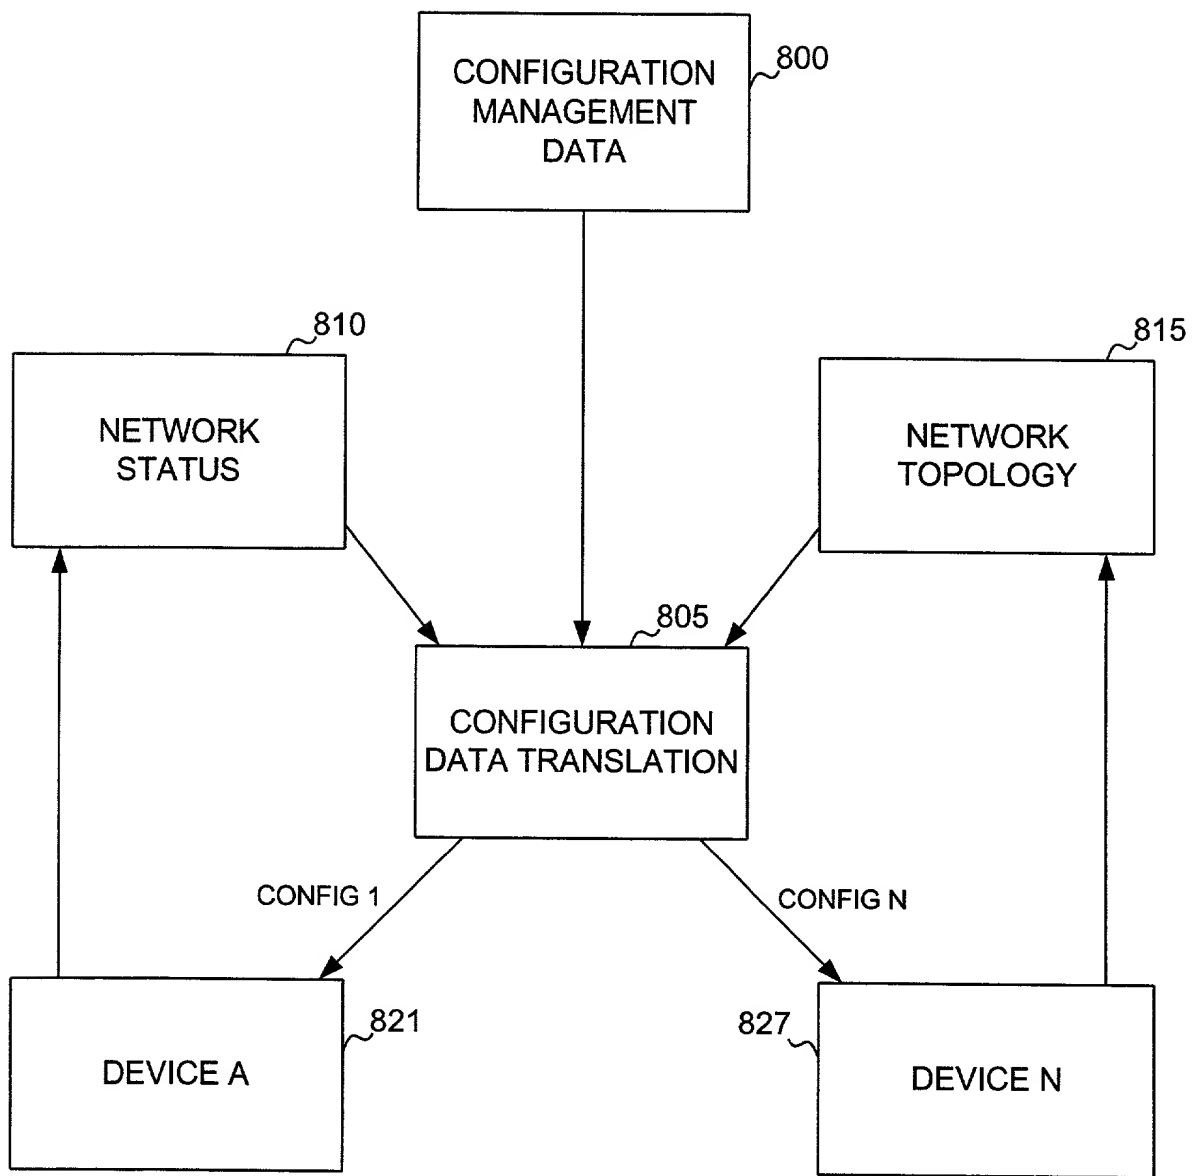 CONFIGURATION
MANAGEMENT
DATA
800
810
815
NETWORK
STATUS
NETWORK
TOPOLOGY
805
CONFIGURATION
DATA TRANSLATION
CONFIG 1
CONFIG N
821
827
DEVICE A
DEVICE N